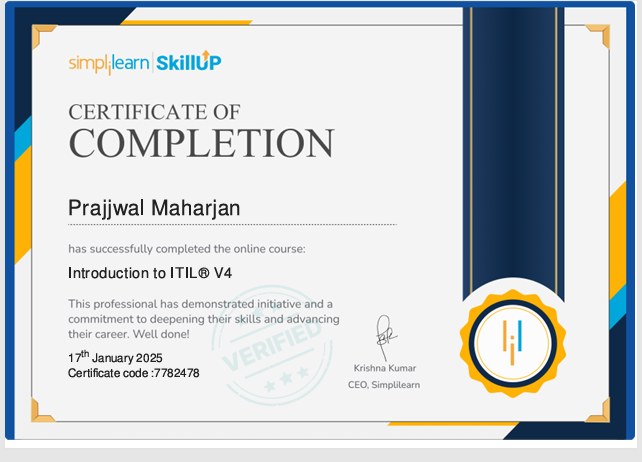 simplilearn | SkillUP
CERTIFICATE OF
COMPLETION
Prajjwal Maharjan
has successfully completed the online course:
Introduction to ITIL® V4
This professional has demonstrated initiative and a
commitment to deepening their skills and advancing
their career. Well done!
VERIFIED
17th January 2025
Certificate code :7782478
Krishna Kumar
CEO, Simplilearn